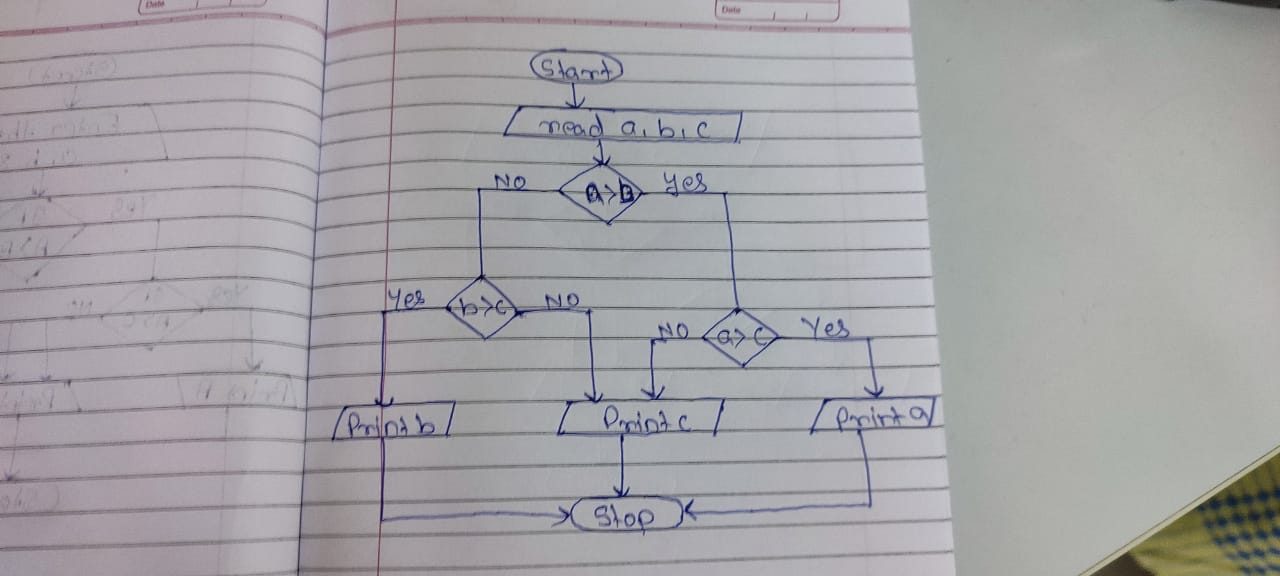 Date
Date
Start
read a, b, c
NO a>B Yes
Yes b>c NO
NO a>c Yes
Print b Print c Print a
Stop